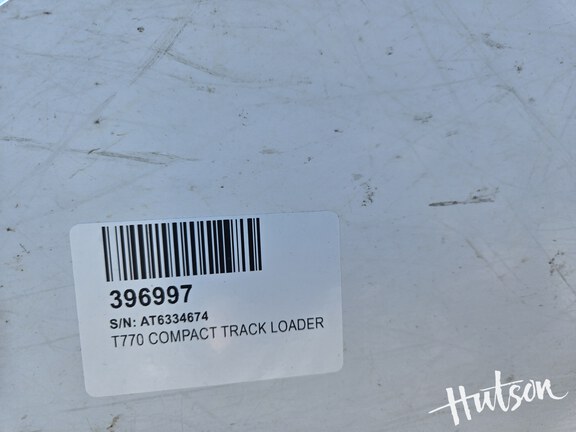 396997
S/N: AT6334674
T770 COMPACT TRACK LOADER
Hutson